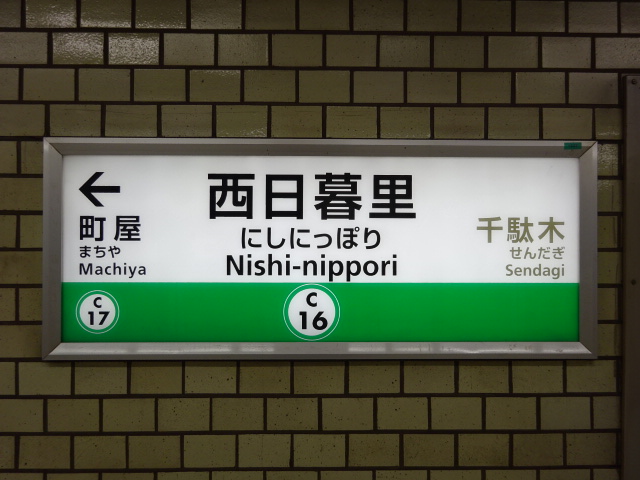 ←
町屋
まちや
Machiya
C
17
西日暮里
にしにっぽり
Nishi-nippori
C
16
千駄木
せんだぎ
Sendagi